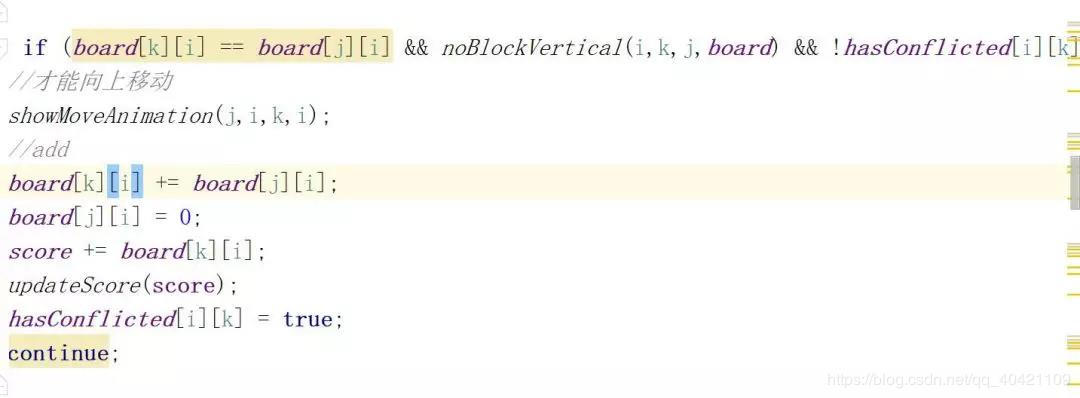 if (board[k][i] == board[j][i] && noBlockVertical(i,k,j,board) && !hasConflicted[i][k]
//才能向上移动
showMoveAnimation(j,i,k,i);
//add
board[k][i] += board[j][i];
board[j][i] = 0;
score += board[k][i];
updateScore(score);
hasConflicted[i][k] = true;
continue;
https://blog.csdn.net/qq_40421109